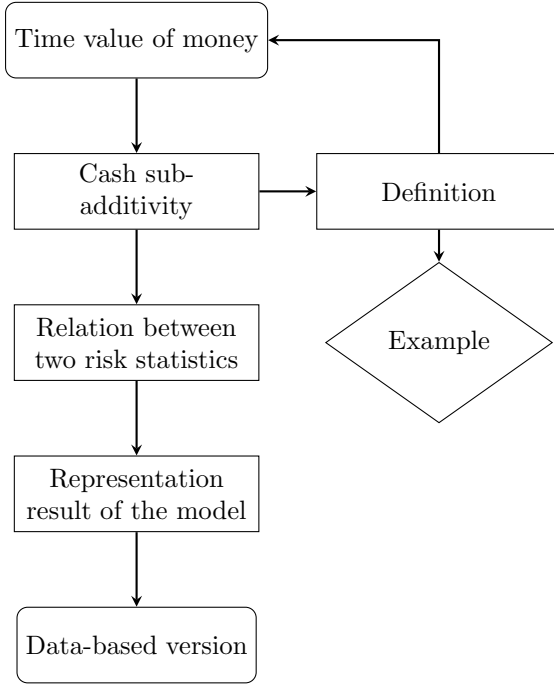 Time value of money
Cash sub-
additivity
Definition
Relation between
two risk statistics
Example
Representation
result of the model
Data-based version